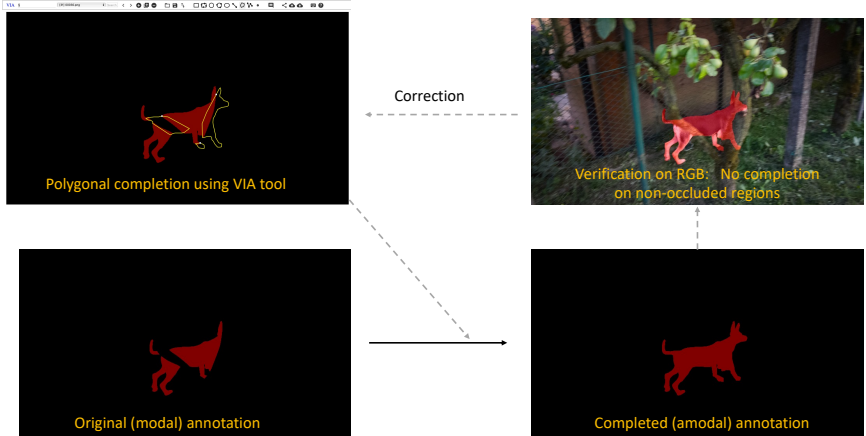 VIA
Polygonal completion using VIA tool
Correction
Verification on RGB: No completion
on non-occluded regions
Original (modal) annotation
Completed (amodal) annotation